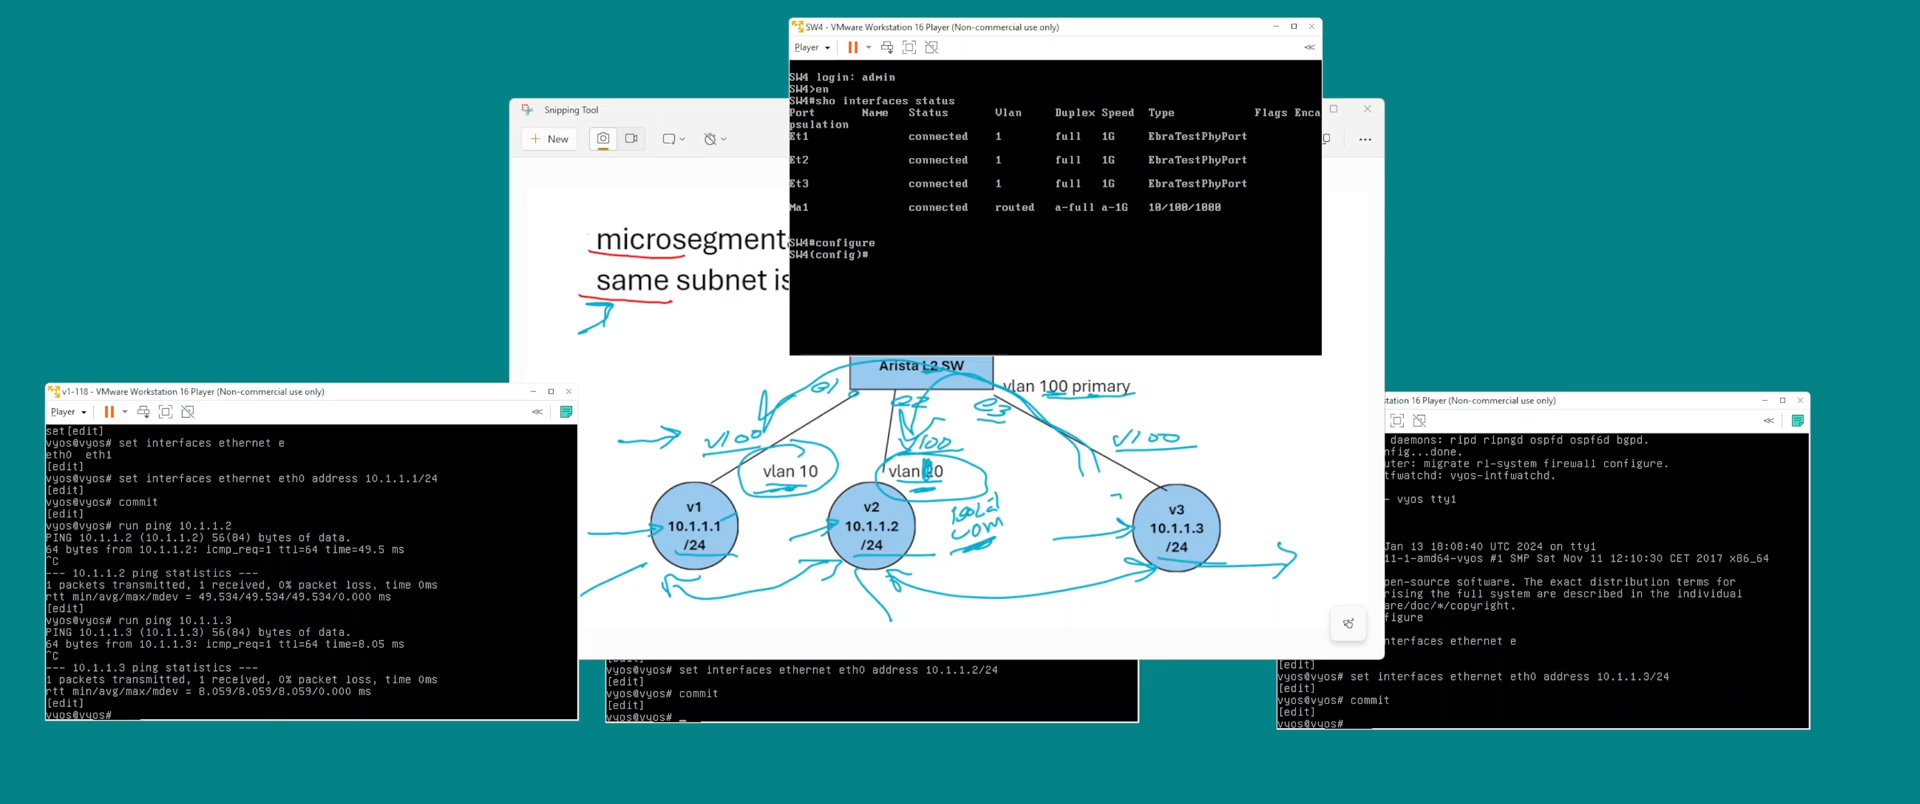 SW4 - VMware Workstation 16 Player (Non-commercial use only)
Player
SW4 login: admin
SW4>en
SW4#sho interfaces status
Port Name Status Vlan Duplex Speed Type Flags Enca
psulation
Et1 connected 1 full 1G EbraTestPhyPort
Et2 connected 1 full 1G EbraTestPhyPort
Et3 connected 1 full 1G EbraTestPhyPort
Ma1 connected routed a-full a-1G 10/100/1000
SW4#configure
SW4(config)#
Snipping Tool
New
microsegment
same subnet is
Arista L2 SW
vlan 100 primary
e1
e2
e3
v100
v100
v100
vlan 10
vlan
v1
10.1.1.1
/24
v2
10.1.1.2
/24
com
v3
10.1.1.3
/24
v1-118 - VMware Workstation 16 Player (Non-commercial use only)
Player
set[edit]
vyos@vyos# set interfaces ethernet e
eth0 eth1
[edit]
vyos@vyos# set interfaces ethernet eth0 address 10.1.1.1/24
[edit]
vyos@vyos# commit
[edit]
vyos@vyos# run ping 10.1.1.2
PING 10.1.1.2 (10.1.1.2) 56(84) bytes of data.
64 bytes from 10.1.1.2: icmp_req=1 ttl=64 time=49.5 ms
^C
--- 10.1.1.2 ping statistics ---
1 packets transmitted, 1 received, 0% packet loss, time 0ms
rtt min/avg/max/mdev = 49.534/49.534/49.534/0.000 ms
[edit]
vyos@vyos# run ping 10.1.1.3
PING 10.1.1.3 (10.1.1.3) 56(84) bytes of data.
64 bytes from 10.1.1.3: icmp_req=1 ttl=64 time=8.05 ms
^C
--- 10.1.1.3 ping statistics ---
1 packets transmitted, 1 received, 0% packet loss, time 0ms
rtt min/avg/max/mdev = 8.059/8.059/8.059/0.000 ms
[edit]
vyos@vyos#
[edit]
vyos@vyos# set interfaces ethernet eth0 address 10.1.1.2/24
[edit]
vyos@vyos# commit
[edit]
vyos@vyos# _
station 16 Player (Non-commercial use only)
daemons: ripd ripngd ospfd ospf6d bgpd.
nfig...done.
uter: migrate rl-system firewall configure.
tfwatchd: vyos-intfwatchd.
- vyos tty1
Jan 13 18:08:40 UTC 2024 on tty1
11-1-amd64-vyos #1 SMP Sat Nov 11 12:10:30 CET 2017 x86_64
pen-source software. The exact distribution terms for
rising the full system are described in the individual
are/doc/*/copyright.
figure
nterfaces ethernet e
[edit]
vyos@vyos# set interfaces ethernet eth0 address 10.1.1.3/24
[edit]
vyos@vyos# commit
[edit]
vyos@vyos#